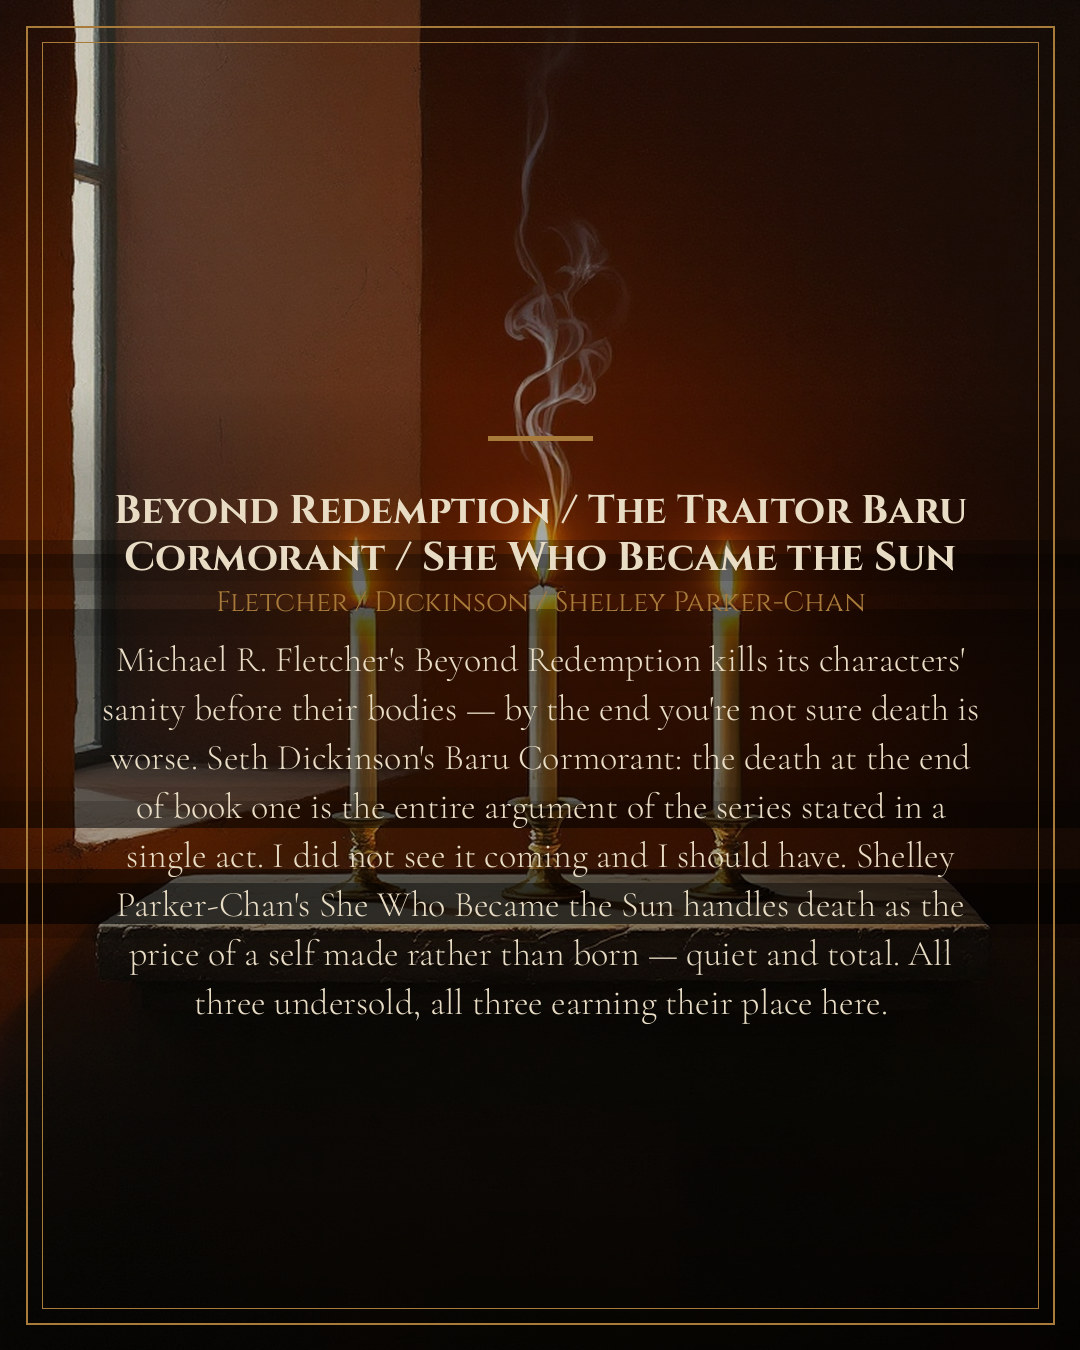 Beyond Redemption / The Traitor Baru
Cormorant / She Who Became the Sun
Fletcher / Dickinson / Shelley Parker-Chan
Michael R. Fletcher's Beyond Redemption kills its characters'
sanity before their bodies — by the end you're not sure death is
worse. Seth Dickinson's Baru Cormorant: the death at the end
of book one is the entire argument of the series stated in a
single act. I did not see it coming and I should have. Shelley
Parker-Chan's She Who Became the Sun handles death as the
price of a self made rather than born — quiet and total. All
three undersold, all three earning their place here.